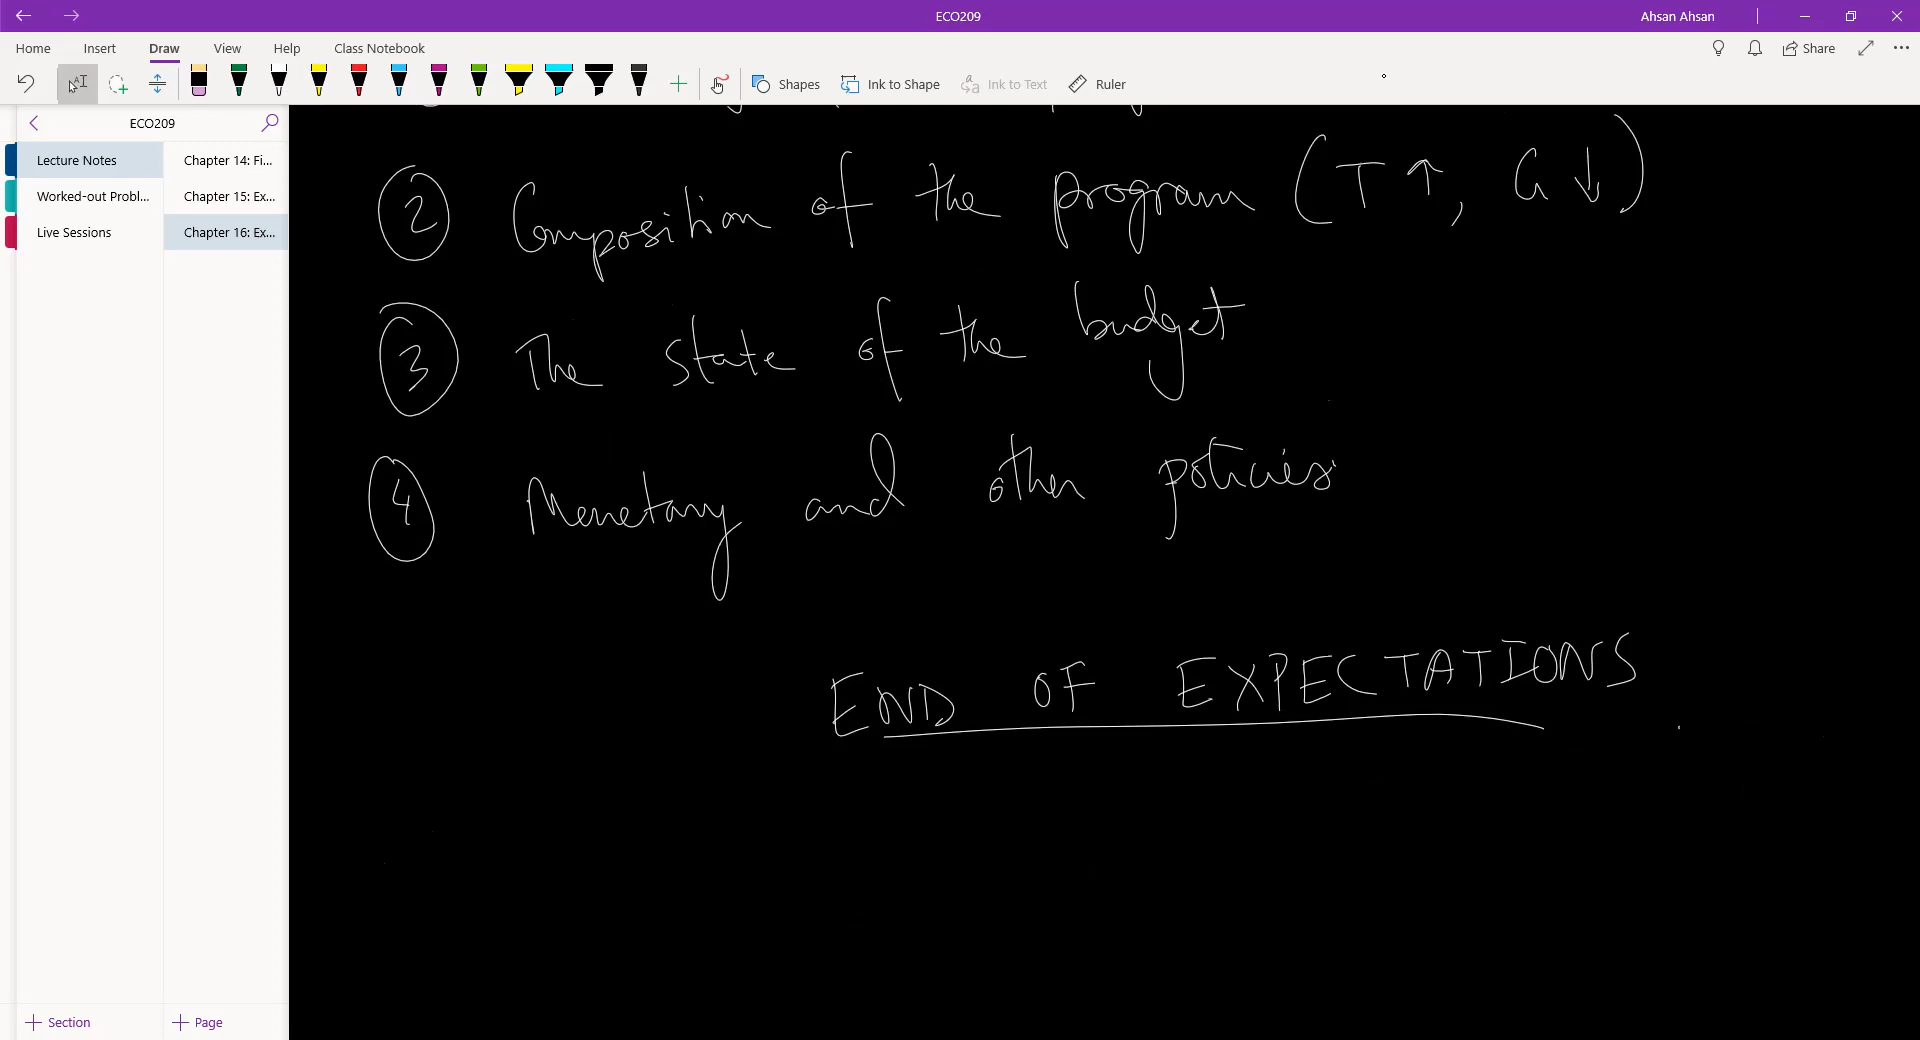 ECO209
Ahsan Ahsan
Home Insert Draw View Help Class Notebook
Share
Shapes Ink to Shape Ink to Text Ruler
ECO209
Lecture Notes
Worked-out Probl...
Live Sessions
Chapter 14: Fi...
Chapter 15: Ex...
Chapter 16: Ex...
② Composition of the program (T ↑, G ↓)
③ The state of the budget
④ Monetary and other policies
END OF EXPECTATIONS
+ Section
+ Page